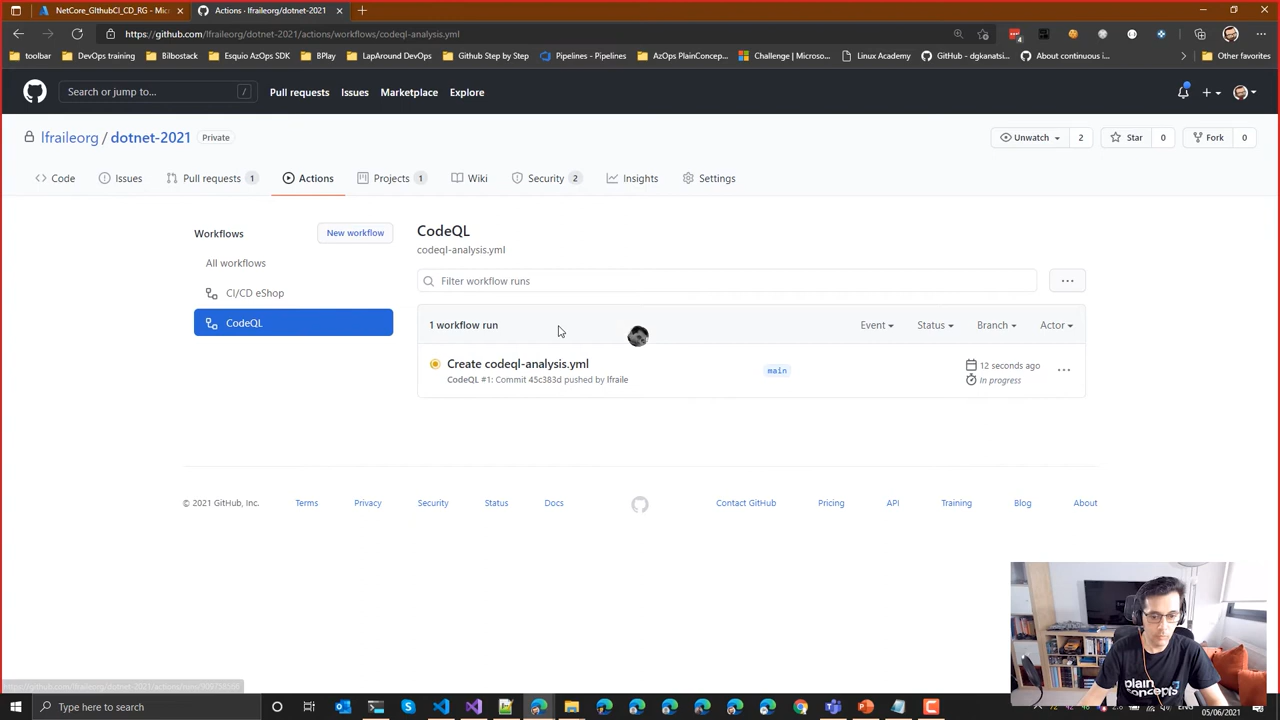 NetCore_GIthubCI_CD_RG - Mic
Actions · lfraileorg/dotnet-2021
https://github.com/lfraileorg/dotnet-2021/actions/workflows/codeql-analysis.yml
toolbar
DevOps training
Bilbostack
Esquio AzOps SDK
BPlay
LapAround DevOps
Github Step by Step
Pipelines - Pipelines
AzOps PlainConcep...
Challenge | Microso...
Linux Academy
GitHub - dgkanatsi...
About continuous i...
Other favorites
Search or jump to...
/
Pull requests
Issues
Marketplace
Explore
lfraileorg / dotnet-2021
Private
Unwatch
2
Star
0
Fork
0
Code
Issues
Pull requests 1
Actions
Projects 1
Wiki
Security 2
Insights
Settings
Workflows
New workflow
All workflows
CI/CD eShop
CodeQL
CodeQL
codeql-analysis.yml
Filter workflow runs
1 workflow run
Event
Status
Branch
Actor
Create codeql-analysis.yml
CodeQL #1: Commit 45c383d pushed by lfraile
main
12 seconds ago
In progress
© 2021 GitHub, Inc.
Terms
Privacy
Security
Status
Docs
Contact GitHub
Pricing
API
Training
Blog
About
plain
concepts
Type here to search
ENG
05/06/2021